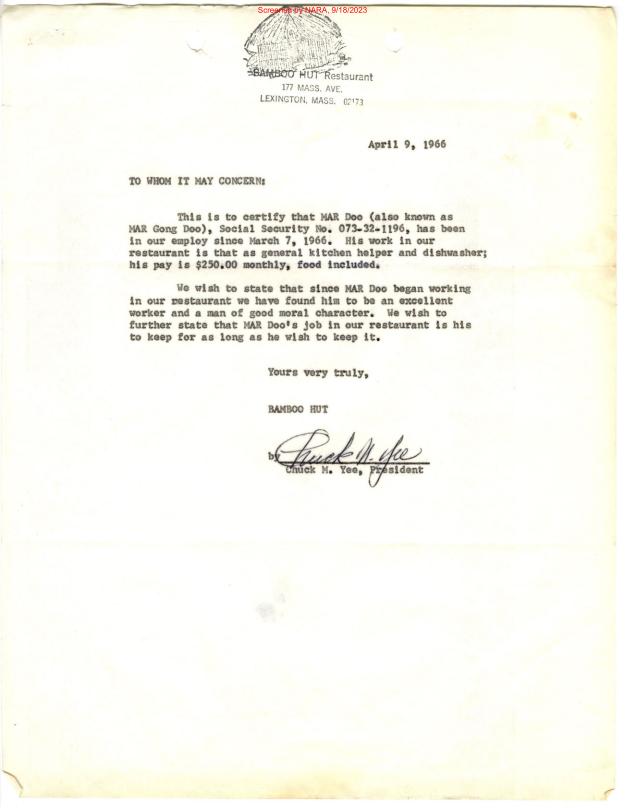 Screened by NARA, 9/18/2023
BAMBOO HUT Restaurant
177 MASS. AVE.
LEXINGTON, MASS. 02173
April 9, 1966
TO WHOM IT MAY CONCERN:
This is to certify that MAR Doo (also known as
MAR Gong Doo), Social Security No. 073-32-1196, has been
in our employ since March 7, 1966. His work in our
restaurant is that as general kitchen helper and dishwasher;
his pay is $250.00 monthly, food included.
We wish to state that since MAR Doo began working
in our restaurant we have found him to be an excellent
worker and a man of good moral character. We wish to
further state that MAR Doo's job in our restaurant is his
to keep for as long as he wish to keep it.
Yours very truly,
BAMBOO HUT
by Chuck M. Yee
Chuck M. Yee, President